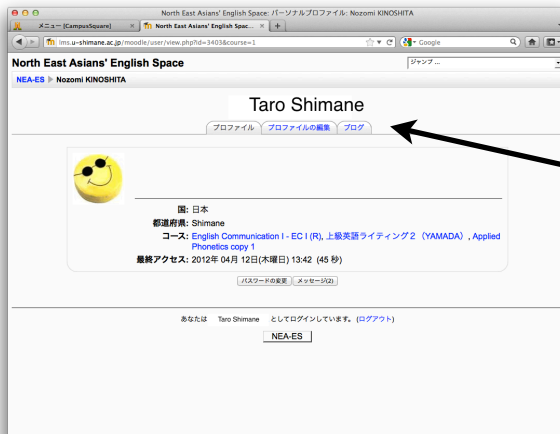 North East Asians' English Space: パーソナルプロファイル: Nozomi KINOSHITA
メニュー [CampusSquare]
North East Asians' English Spac...
lms.u-shimane.ac.jp/moodle/user/view.php?id=3403&course=1
Google
North East Asians' English Space
ジャンプ ...
NEA-ES ▶ Nozomi KINOSHITA
Taro Shimane
プロファイル プロファイルの編集 ブログ
国: 日本
都道府県: Shimane
コース: English Communication I - EC I (R), 上級英語ライティング2 (YAMADA), Applied
Phonetics copy 1
最終アクセス: 2012年 04月 12日(木曜日) 13:42 (45 秒)
パスワードの変更 メッセージ(2)
あなたは Taro Shimane としてログインしています。 (ログアウト)
NEA-ES